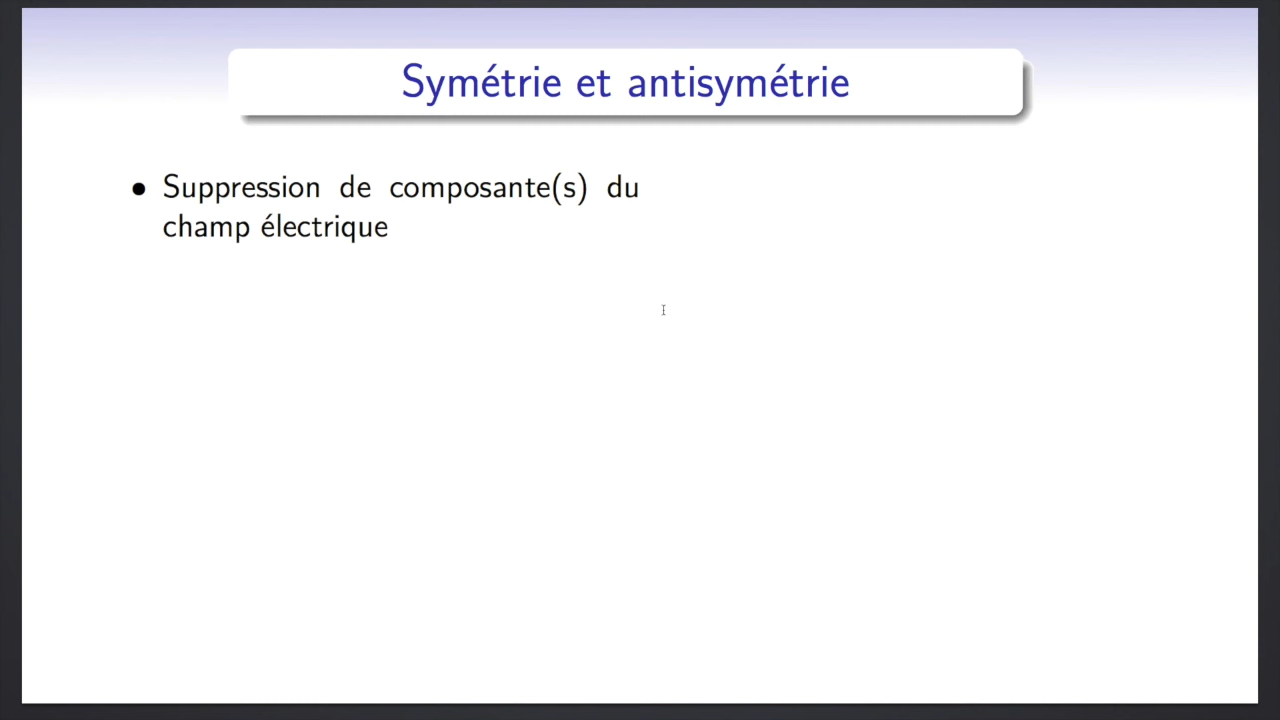 Symétrie et antisymétrie
• Suppression de composante(s) du
champ électrique